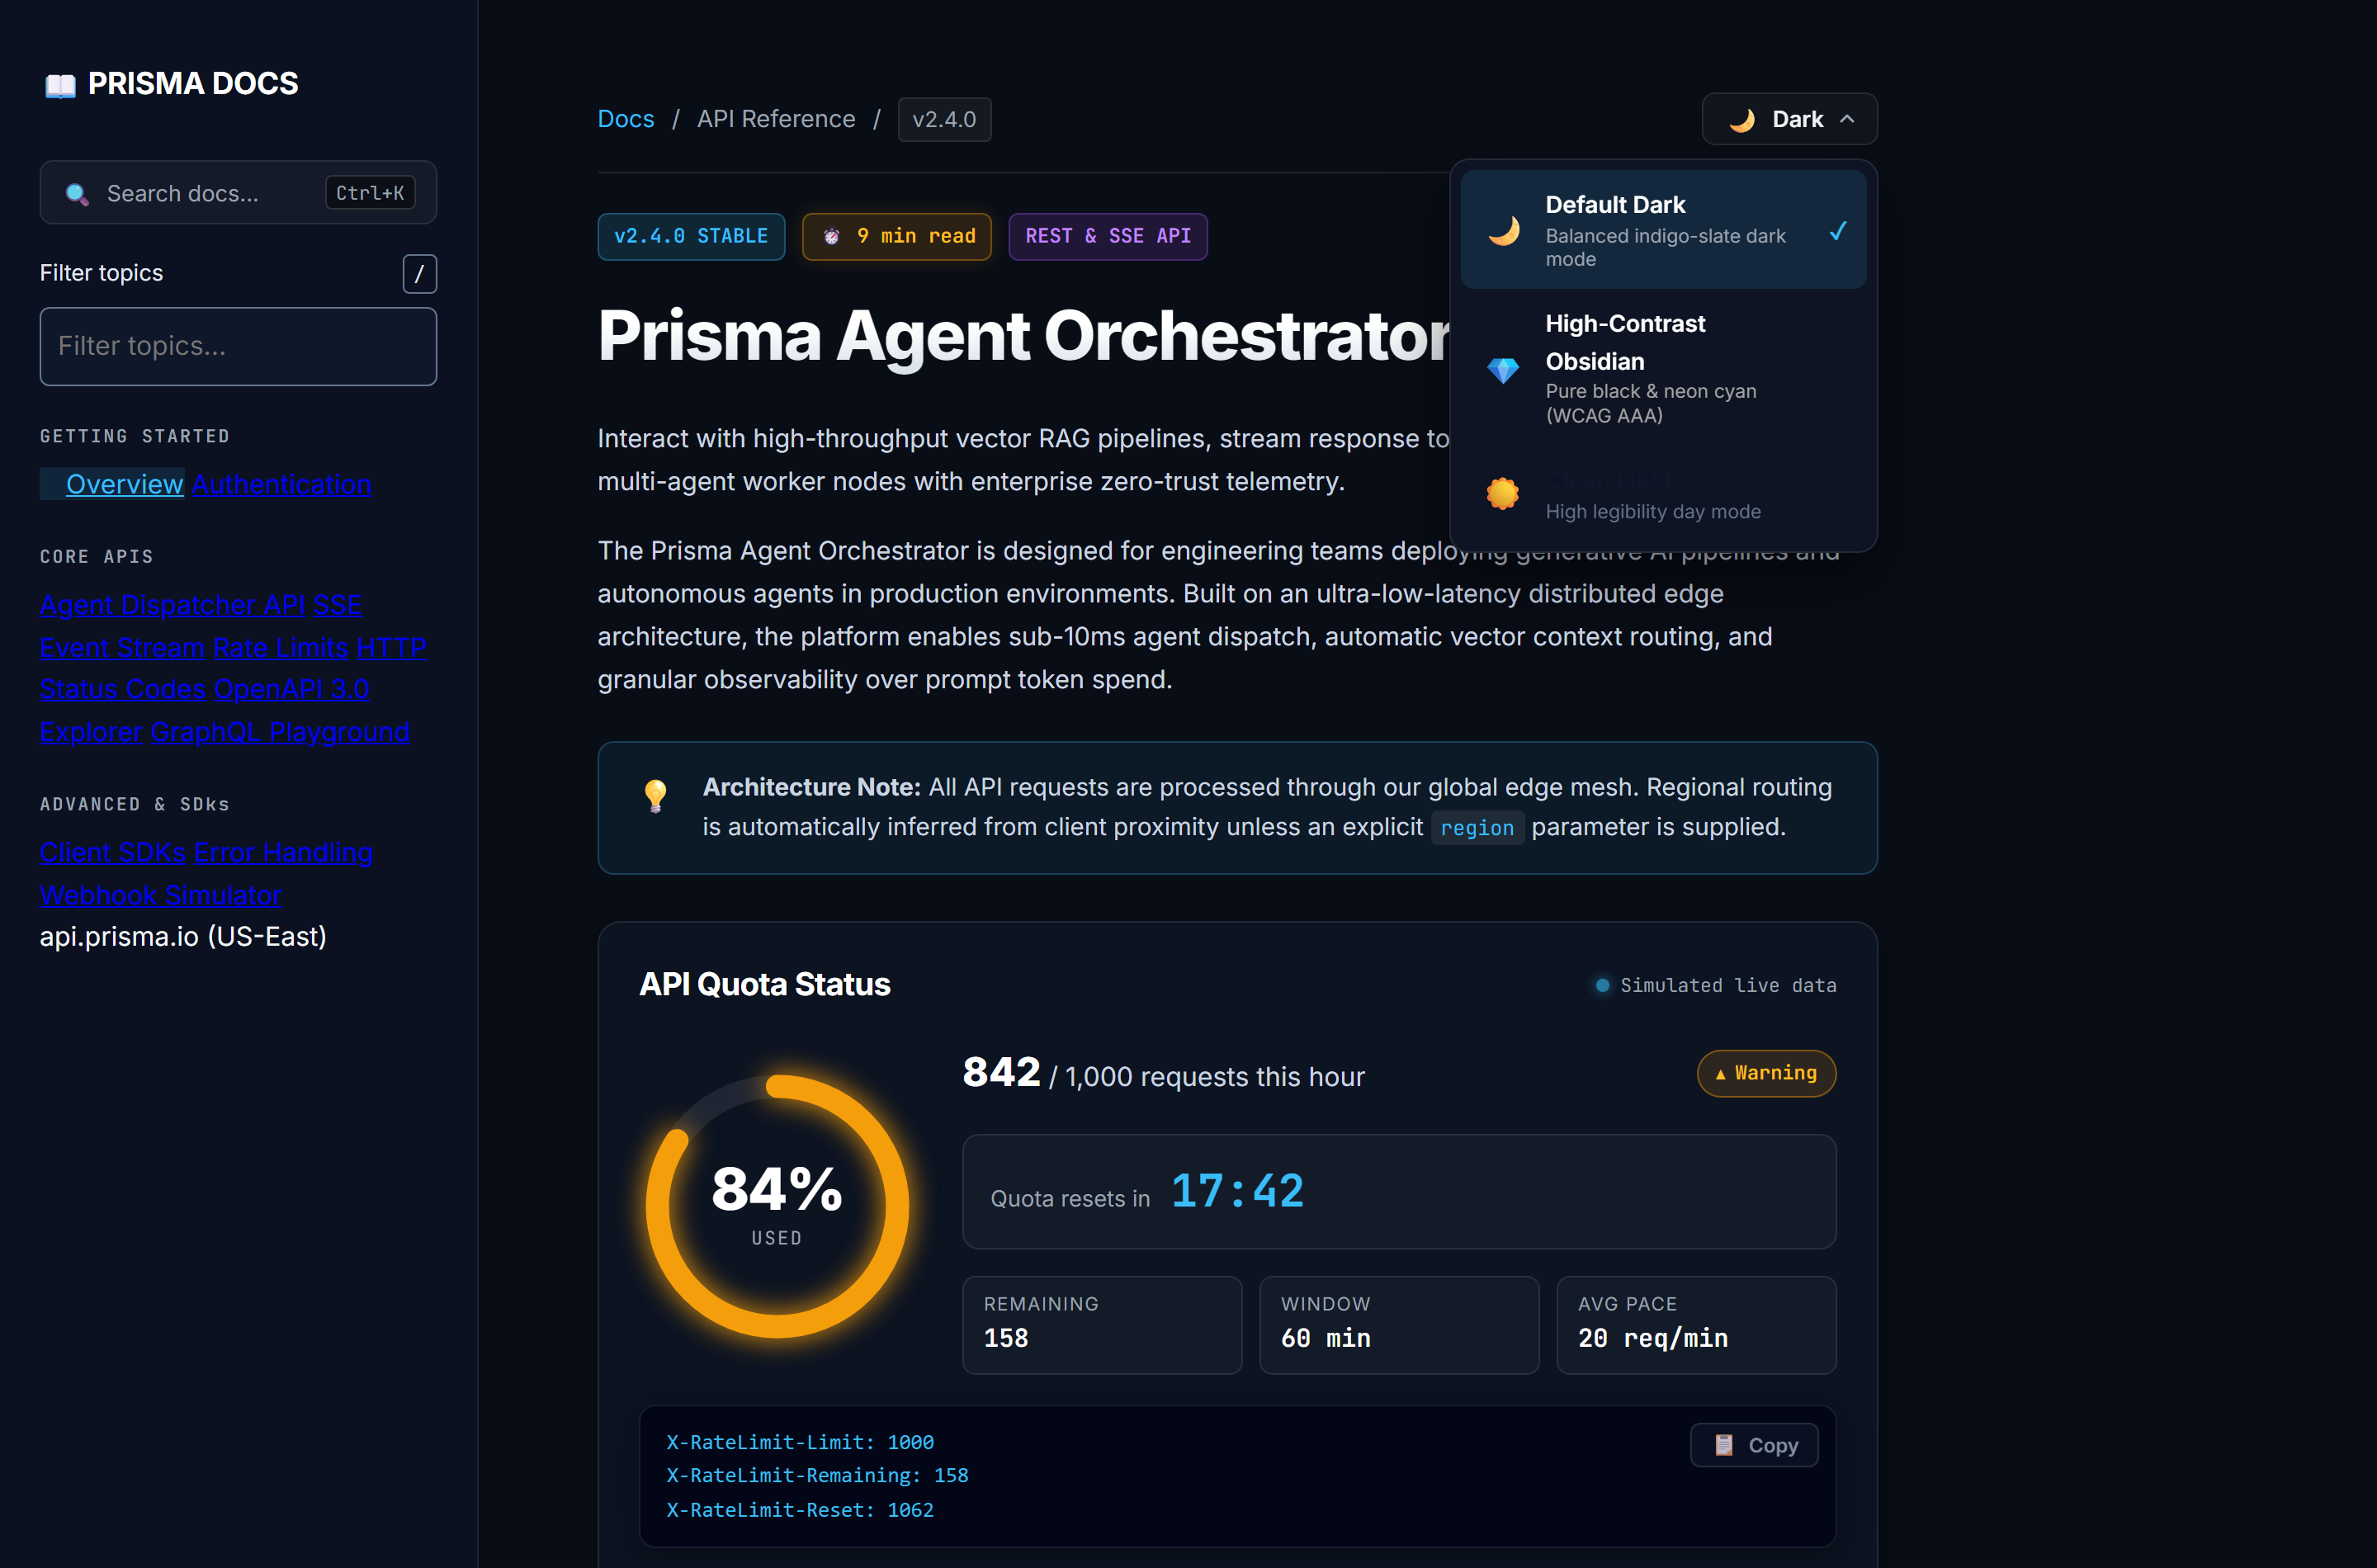 PRISMA DOCS
Search docs...
Ctrl+K
Filter topics
/
Filter topics...
GETTING STARTED
Overview Authentication
CORE APIS
Agent Dispatcher API SSE
Event Stream Rate Limits HTTP
Status Codes OpenAPI 3.0
Explorer GraphQL Playground
ADVANCED & SDks
Client SDKs Error Handling
Webhook Simulator
api.prisma.io (US-East)
Docs / API Reference / v2.4.0
Dark
Default Dark
Balanced indigo-slate dark
mode
✓
High-Contrast
Obsidian
Pure black & neon cyan
(WCAG AAA)
Clean Light
High legibility day mode
v2.4.0 STABLE
9 min read
REST & SSE API
Prisma Agent Orchestrator
Interact with high-throughput vector RAG pipelines, stream response to
multi-agent worker nodes with enterprise zero-trust telemetry.
The Prisma Agent Orchestrator is designed for engineering teams deploying generative AI pipelines and
autonomous agents in production environments. Built on an ultra-low-latency distributed edge
architecture, the platform enables sub-10ms agent dispatch, automatic vector context routing, and
granular observability over prompt token spend.
Architecture Note: All API requests are processed through our global edge mesh. Regional routing
is automatically inferred from client proximity unless an explicit region parameter is supplied.
API Quota Status
Simulated live data
84%
USED
842 / 1,000 requests this hour
▲ Warning
Quota resets in 17:42
REMAINING
158
WINDOW
60 min
AVG PACE
20 req/min
X-RateLimit-Limit: 1000
X-RateLimit-Remaining: 158
X-RateLimit-Reset: 1062
Copy